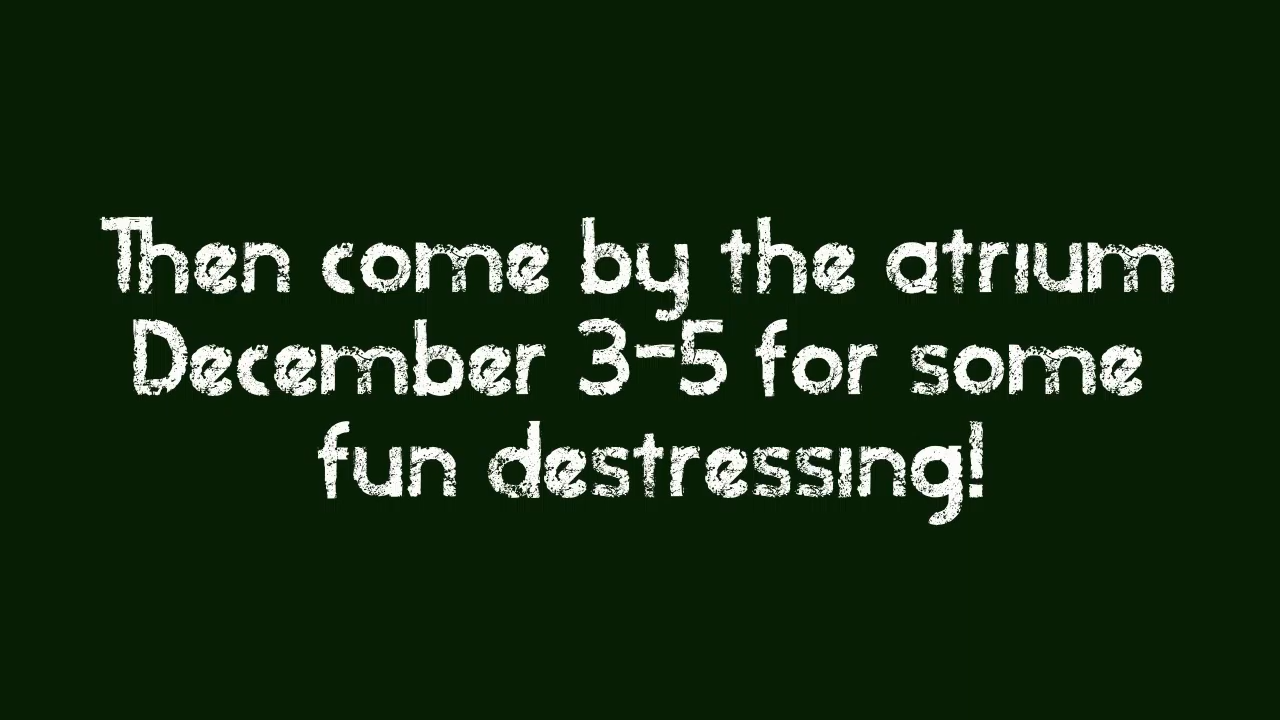 Then come by the atrium
December 3-5 for some
fun destressing!